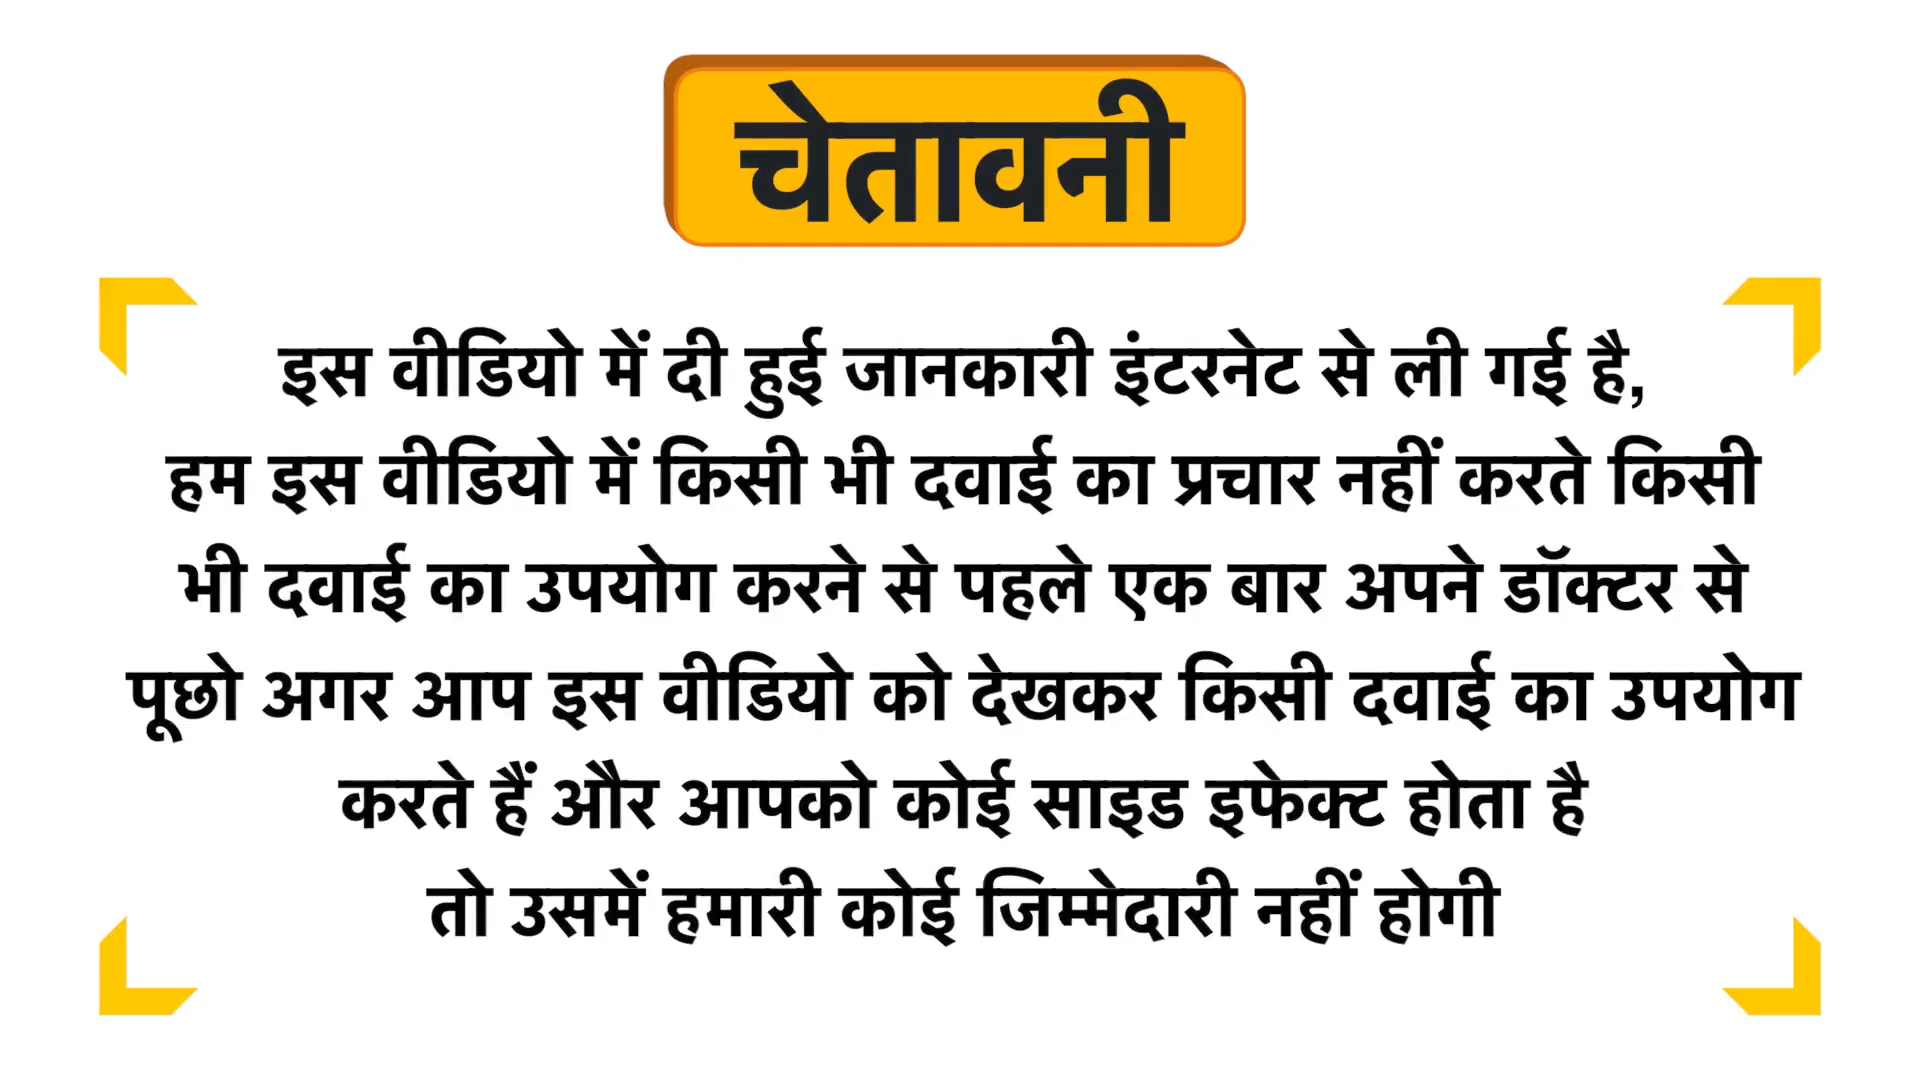 चेतावनी
इस वीडियो में दी हुई जानकारी इंटरनेट से ली गई है,
हम इस वीडियो में किसी भी दवाई का प्रचार नहीं करते किसी
भी दवाई का उपयोग करने से पहले एक बार अपने डॉक्टर से
पूछो अगर आप इस वीडियो को देखकर किसी दवाई का उपयोग
करते हैं और आपको कोई साइड इफेक्ट होता है
तो उसमें हमारी कोई जिम्मेदारी नहीं होगी